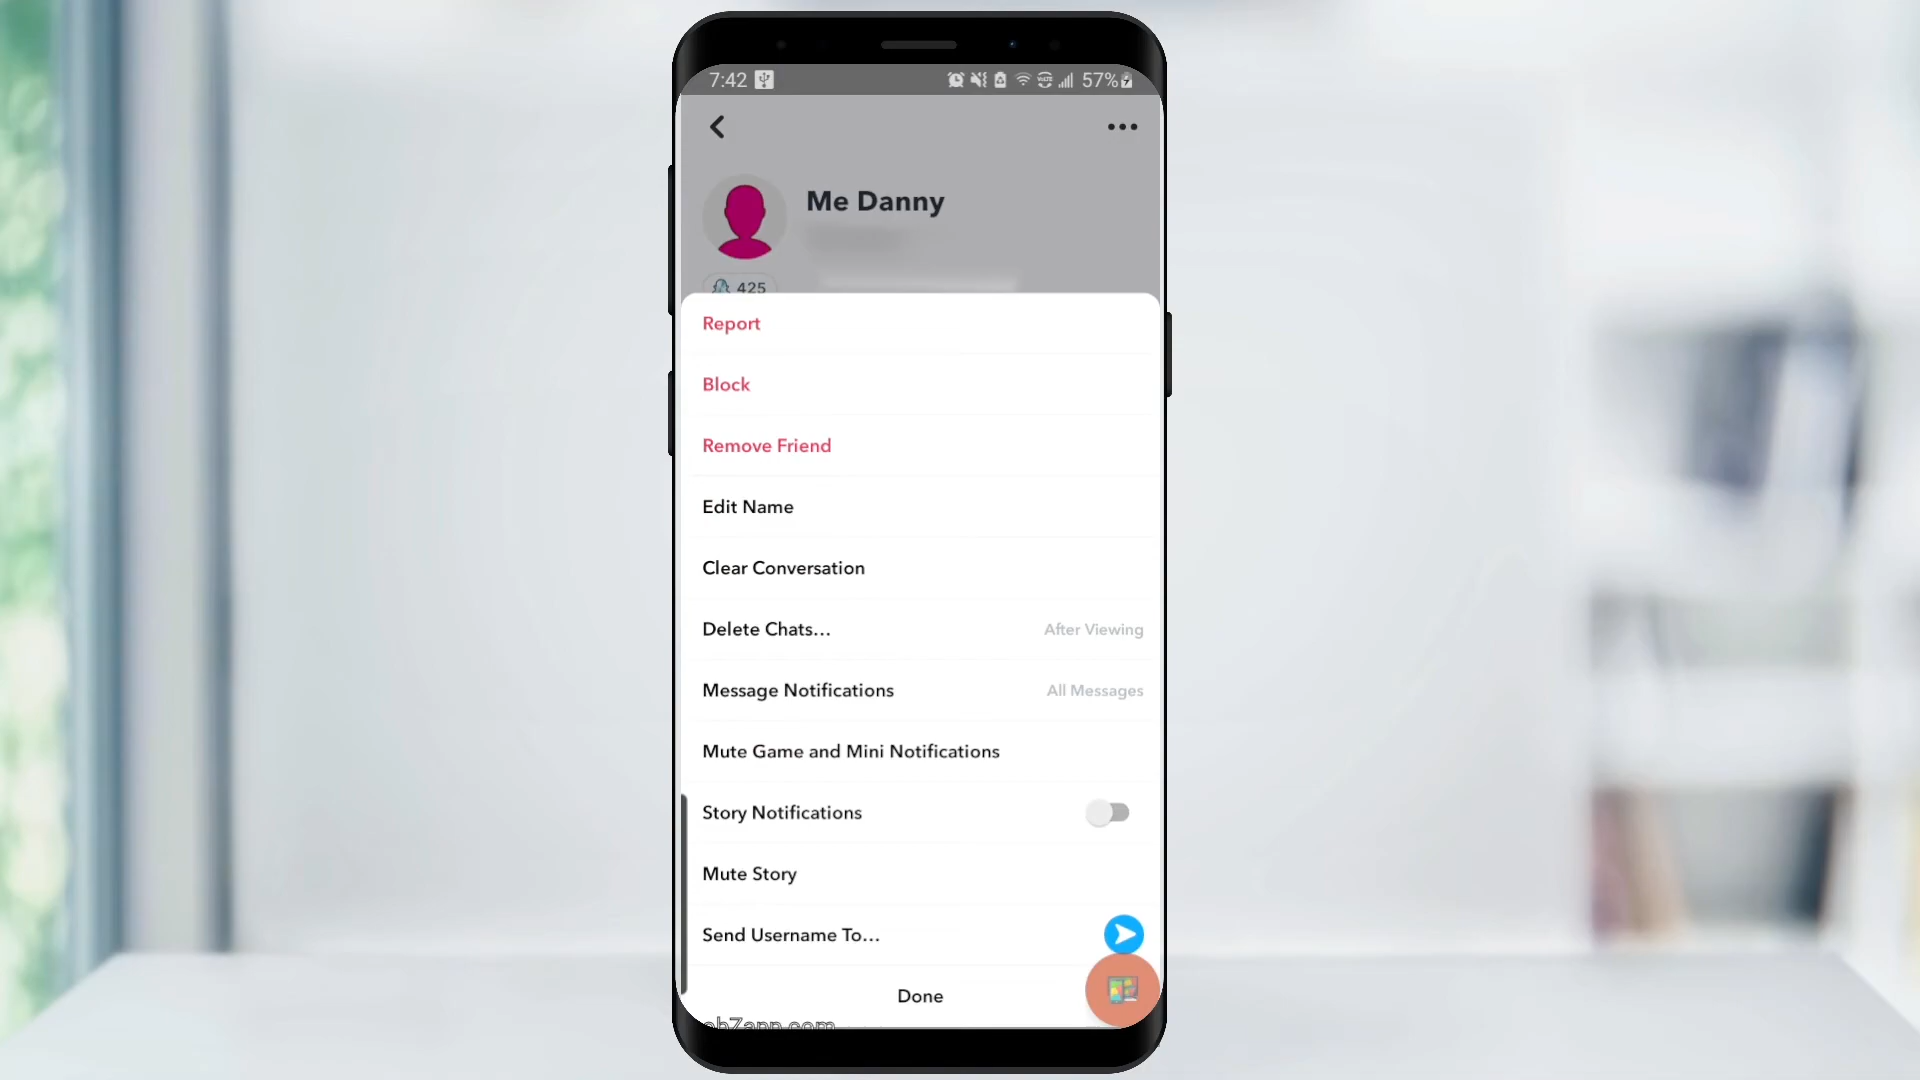 7:42 57%
Me Danny
425
Report
Block
Remove Friend
Edit Name
Clear Conversation
Delete Chats... After Viewing
Message Notifications All Messages
Mute Game and Mini Notifications
Story Notifications
Mute Story
Send Username To...
Done